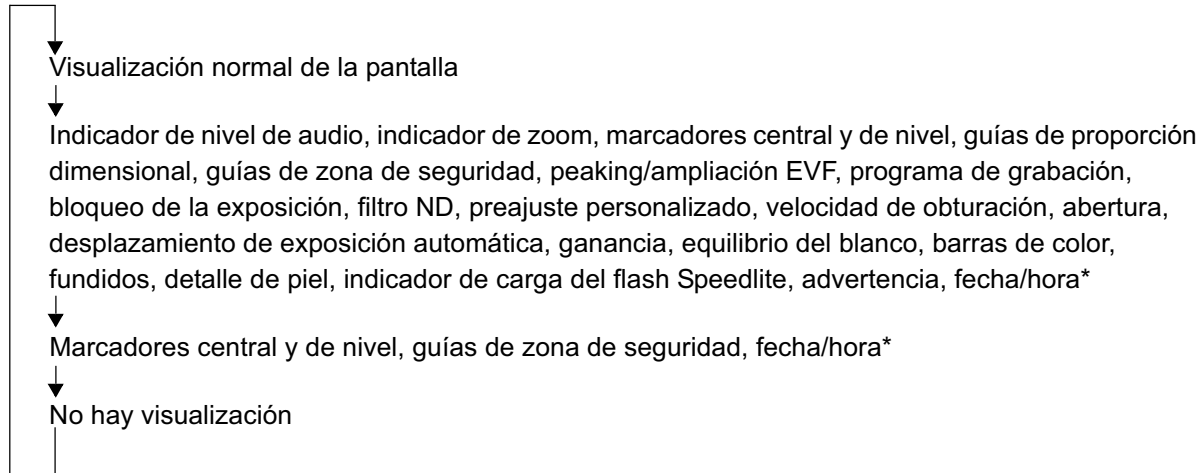 Visualización normal de la pantalla
Indicador de nivel de audio, indicador de zoom, marcadores central y de nivel, guías de proporción
dimensional, guías de zona de seguridad, peaking/ampliación EVF, programa de grabación,
bloqueo de la exposición, filtro ND, preajuste personalizado, velocidad de obturación, abertura,
desplazamiento de exposición automática, ganancia, equilibrio del blanco, barras de color,
fundidos, detalle de piel, indicador de carga del flash Speedlite, advertencia, fecha/hora*
Marcadores central y de nivel, guías de zona de seguridad, fecha/hora*
No hay visualización